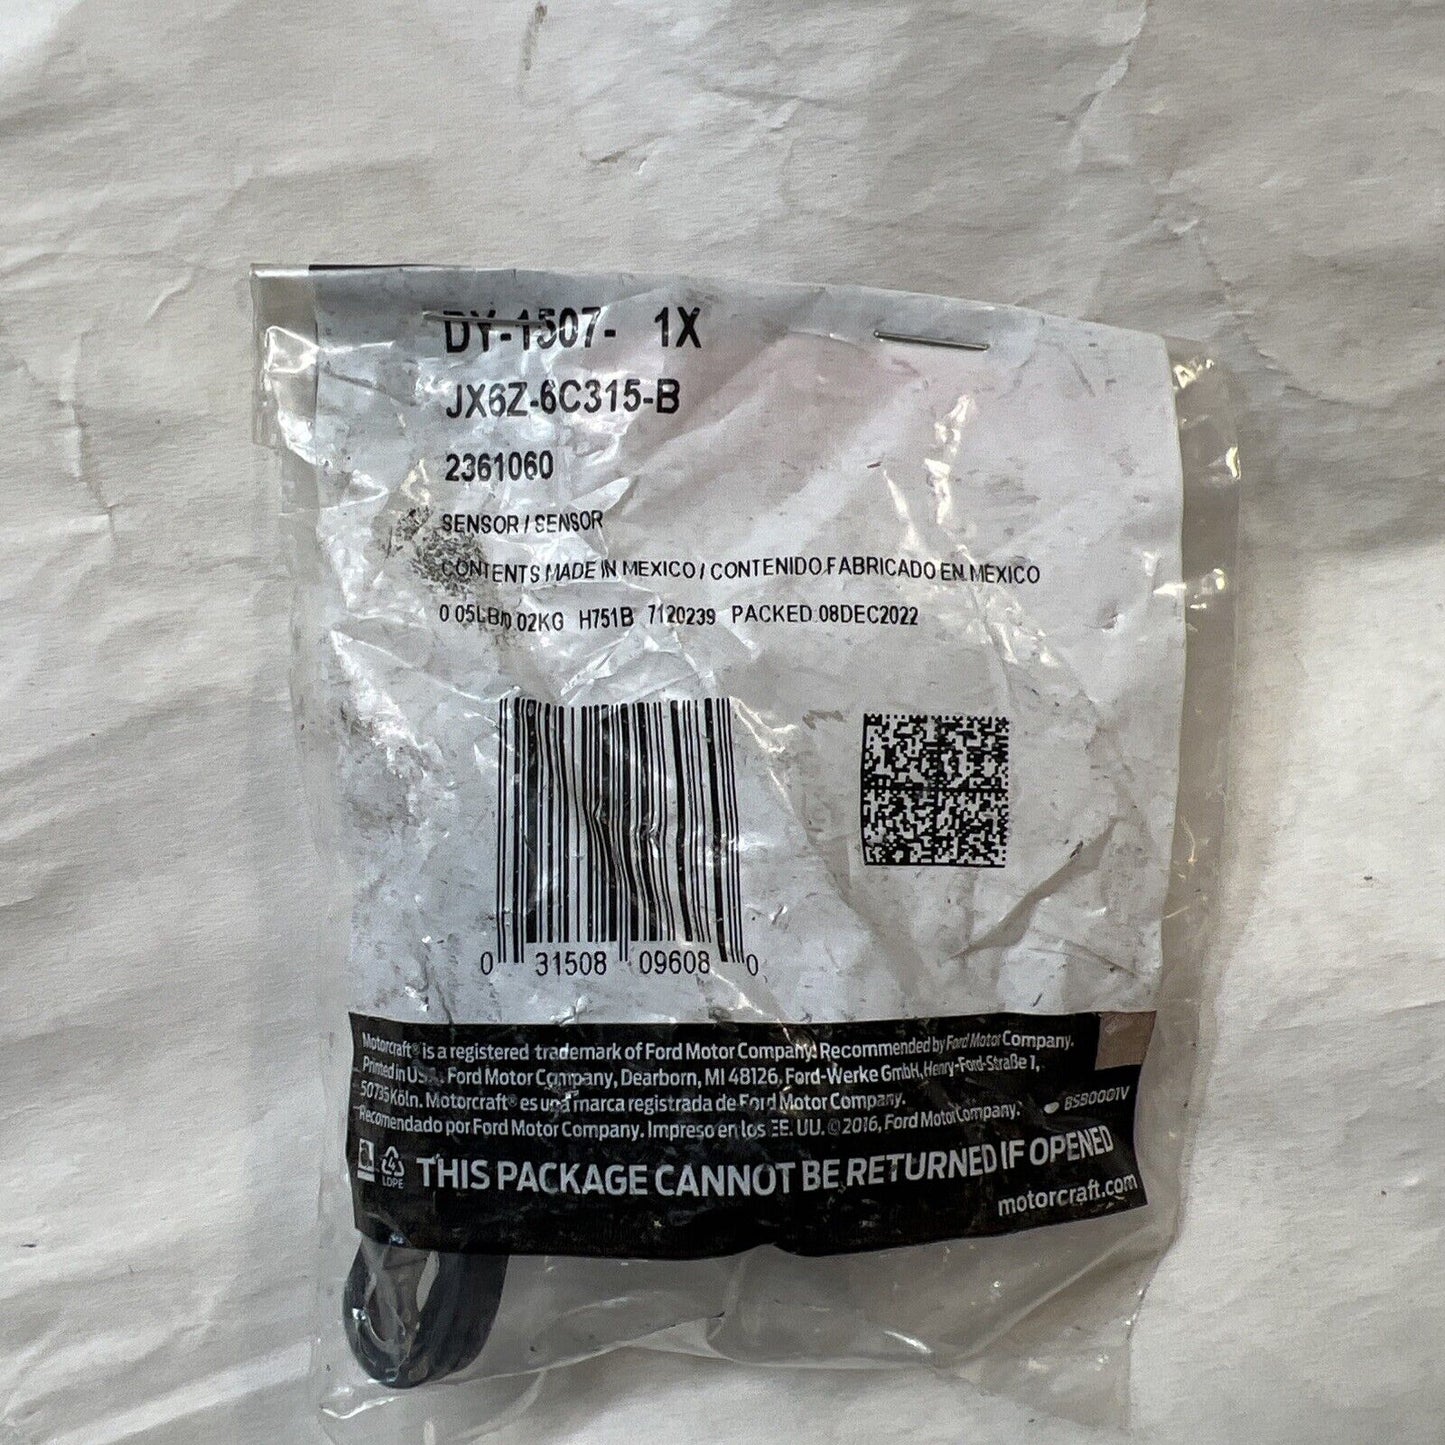 DY-1507- 1X
JX6Z-6C315-B
2361060
SENSOR / SENSOR
CONTENTS MADE IN MEXICO / CONTENIDO FABRICADO EN MEXICO
0 05LB/0 02KG H751B 7120239 PACKED 08DEC2022
0 31508 09608 0
Motorcraft® is a registered trademark of Ford Motor Company. Recommended by Ford Motor Company.
Printed in U.S.A. Ford Motor Company, Dearborn, MI 48126. Ford-Werke GmbH, Henry-Ford-Straße 1,
50735 Köln. Motorcraft® es una marca registrada de Ford Motor Company. BSB0001V
Recomendado por Ford Motor Company. Impreso en los EE. UU. © 2016, Ford Motor Company.
4
LDPE
THIS PACKAGE CANNOT BE RETURNED IF OPENED
motorcraft.com